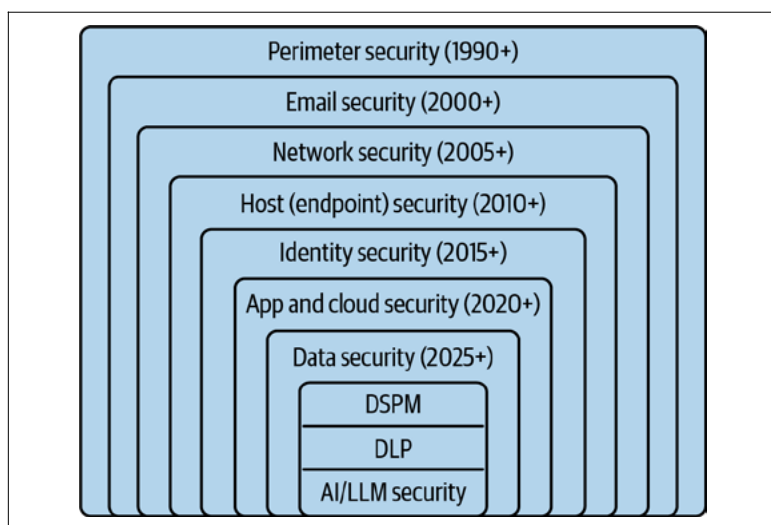 Perimeter security (1990+)
Email security (2000+)
Network security (2005+)
Host (endpoint) security (2010+)
Identity security (2015+)
App and cloud security (2020+)
Data security (2025+)
DSPM
DLP
AI/LLM security